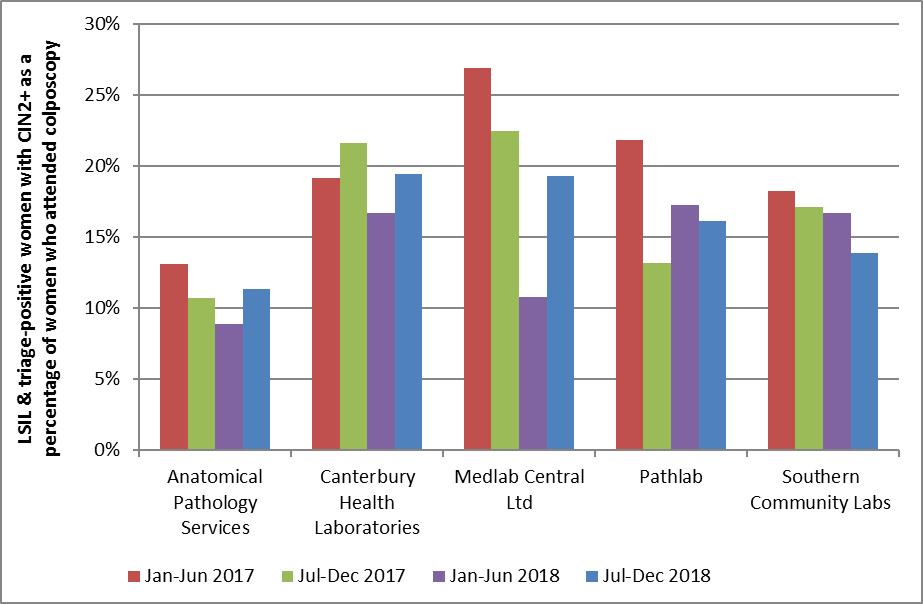 LSIL & triage-positive women with CIN2+ as a
percentage of women who attended colposcopy
30%
25%
20%
15%
10%
5%
0%
Anatomical
Pathology
Services
Canterbury
Health
Laboratories
Medlab Central
Ltd
Pathlab
Southern
Community Labs
Jan-Jun 2017
Jul-Dec 2017
Jan-Jun 2018
Jul-Dec 2018